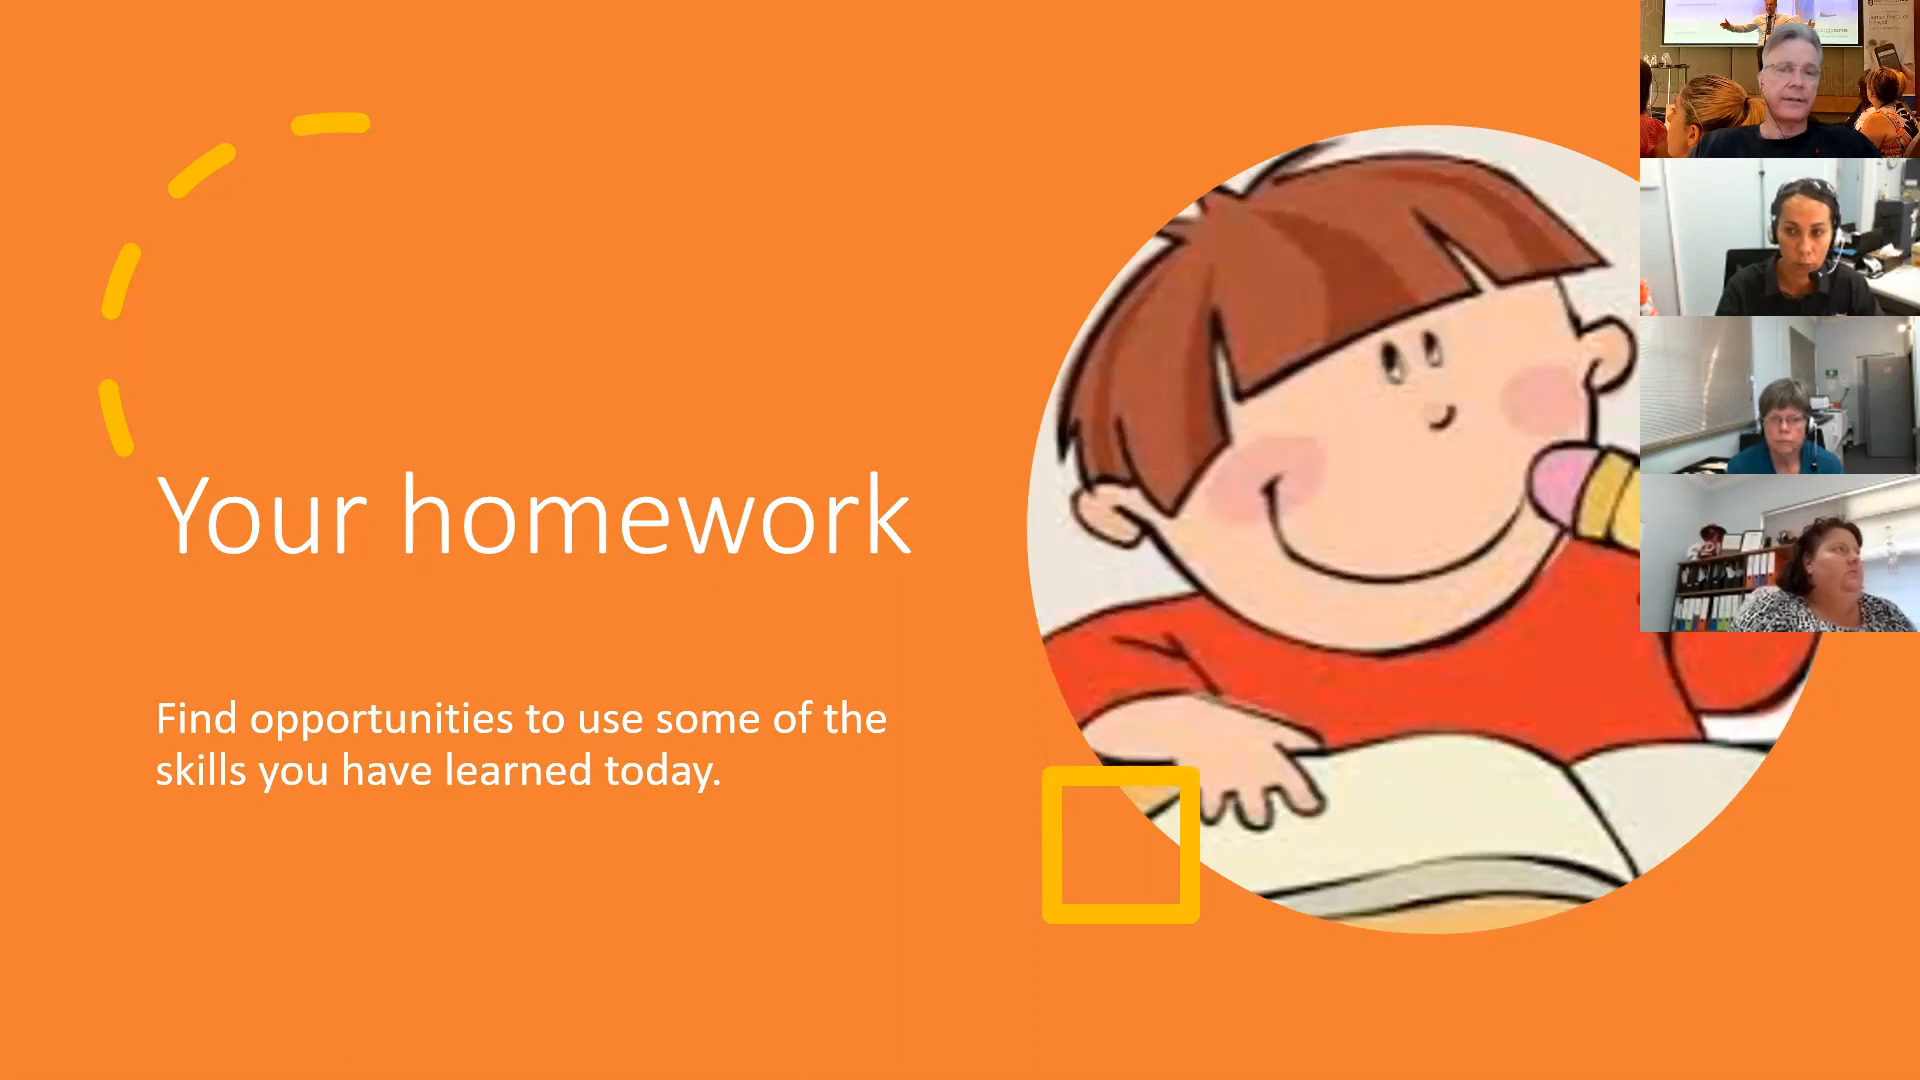 Your homework
Find opportunities to use some of the
skills you have learned today.